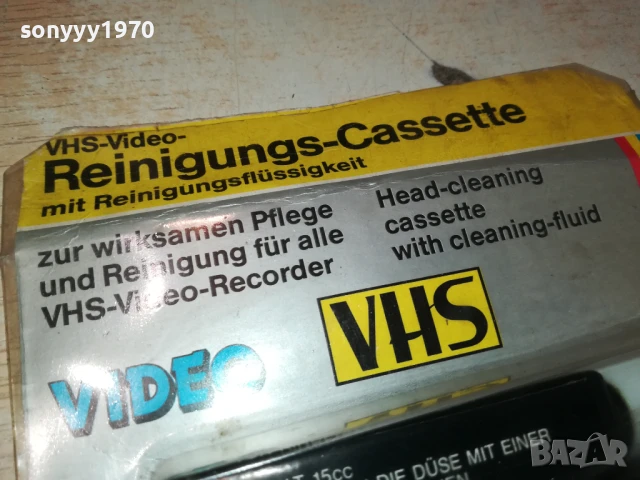 sonyyy1970
VHS-Video-
Reinigungs-Cassette
mit Reinigungsflüssigkeit
zur wirksamen Pflege
und Reinigung für alle
VHS-Video-Recorder
Head-cleaning
cassette
with cleaning-fluid
VHS
VIDEO
15cc
DIE DÜSE MIT EINER
BAZAR